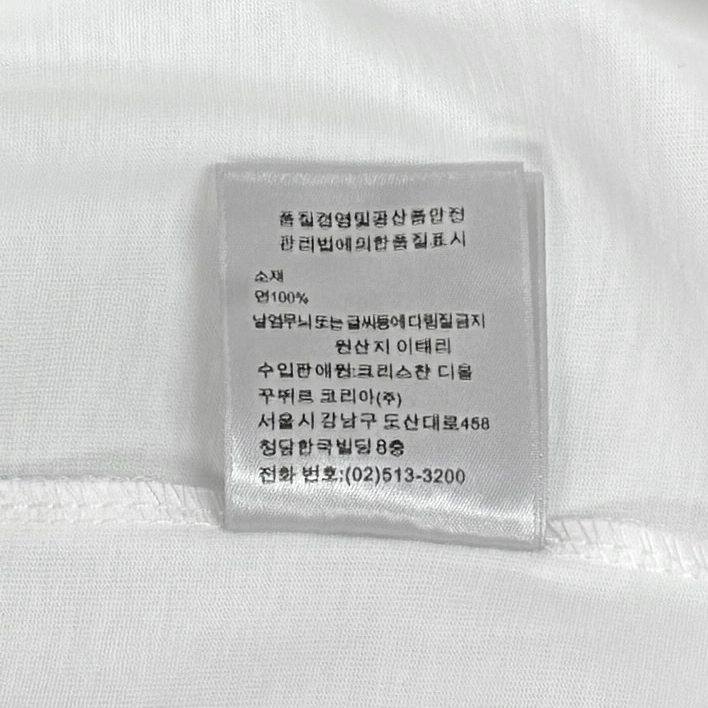 품질경영및공산품안전
관리법에의한품질표시
소재
면100%
날염무늬또는글씨등에다림질금지
원산지 이태리
수입판매원:크리스챤 디올
꾸뛰르 코리아(주)
서울시강남구 도산대로458
청담한국빌딩8층
전화 번호:(02)513-3200